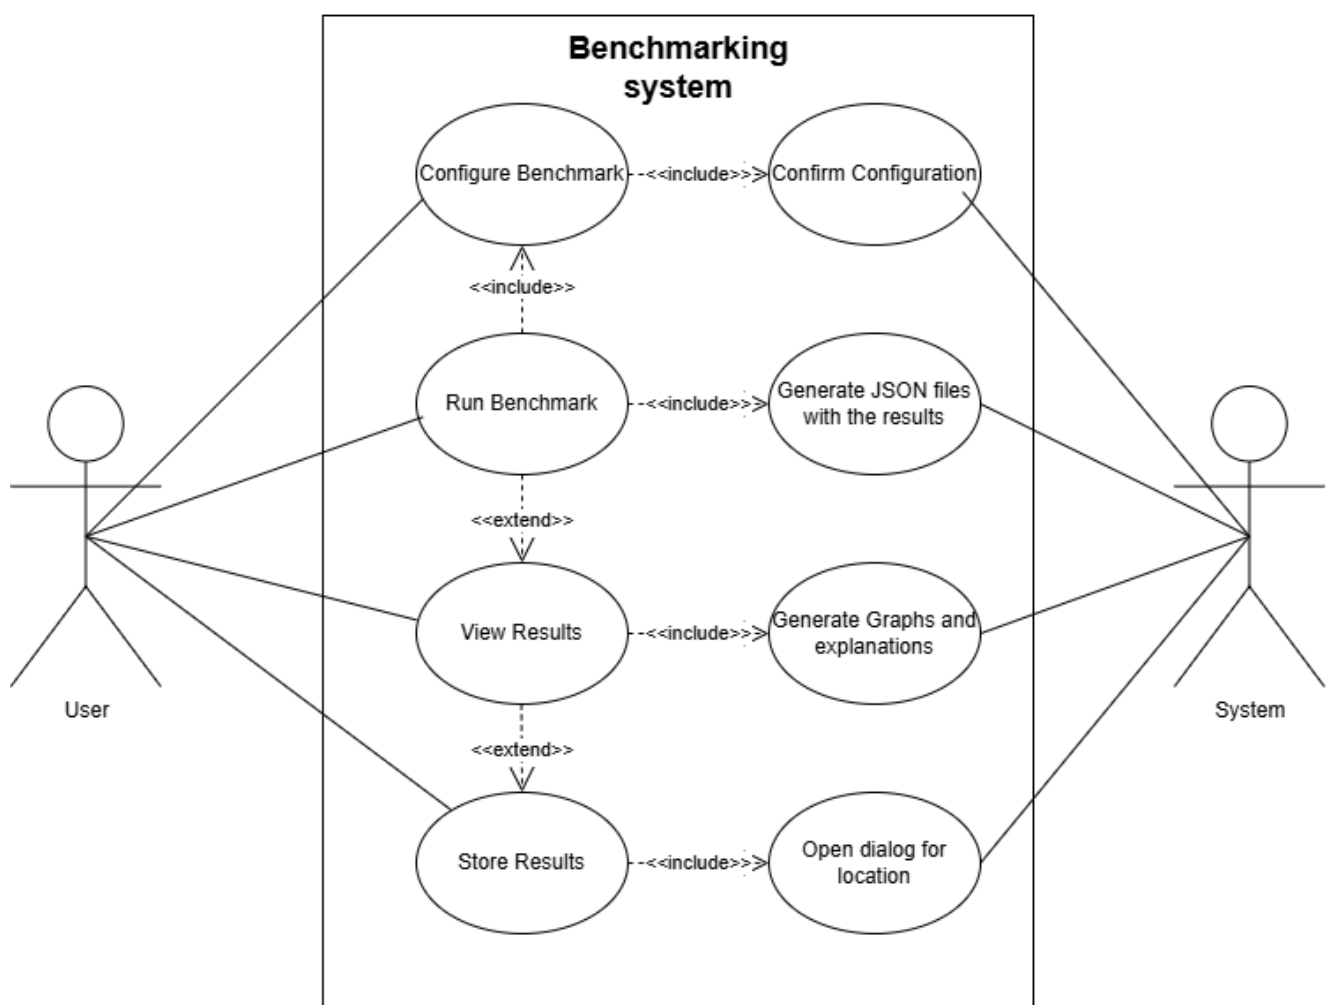 Benchmarking
system
Configure Benchmark
<<include>>
Confirm Configuration
<<include>>
Run Benchmark
<<include>>
Generate JSON files
with the results
<<extend>>
View Results
<<include>>
Generate Graphs and
explanations
User
System
<<extend>>
Store Results
<<include>>
Open dialog for
location